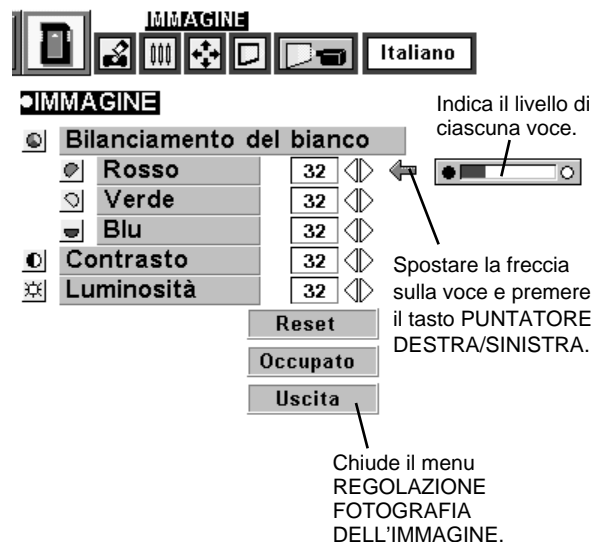 IMMAGINE
Italiano
●IMMAGINE
Indica il livello di
ciascuna voce.
Bilanciamento del bianco
Rosso 32
Verde 32
Blu 32
Contrasto 32
Luminosità 32
Spostare la freccia
sulla voce e premere
il tasto PUNTATORE
DESTRA/SINISTRA.
Reset
Occupato
Uscita
Chiude il menu
REGOLAZIONE
FOTOGRAFIA
DELL'IMMAGINE.